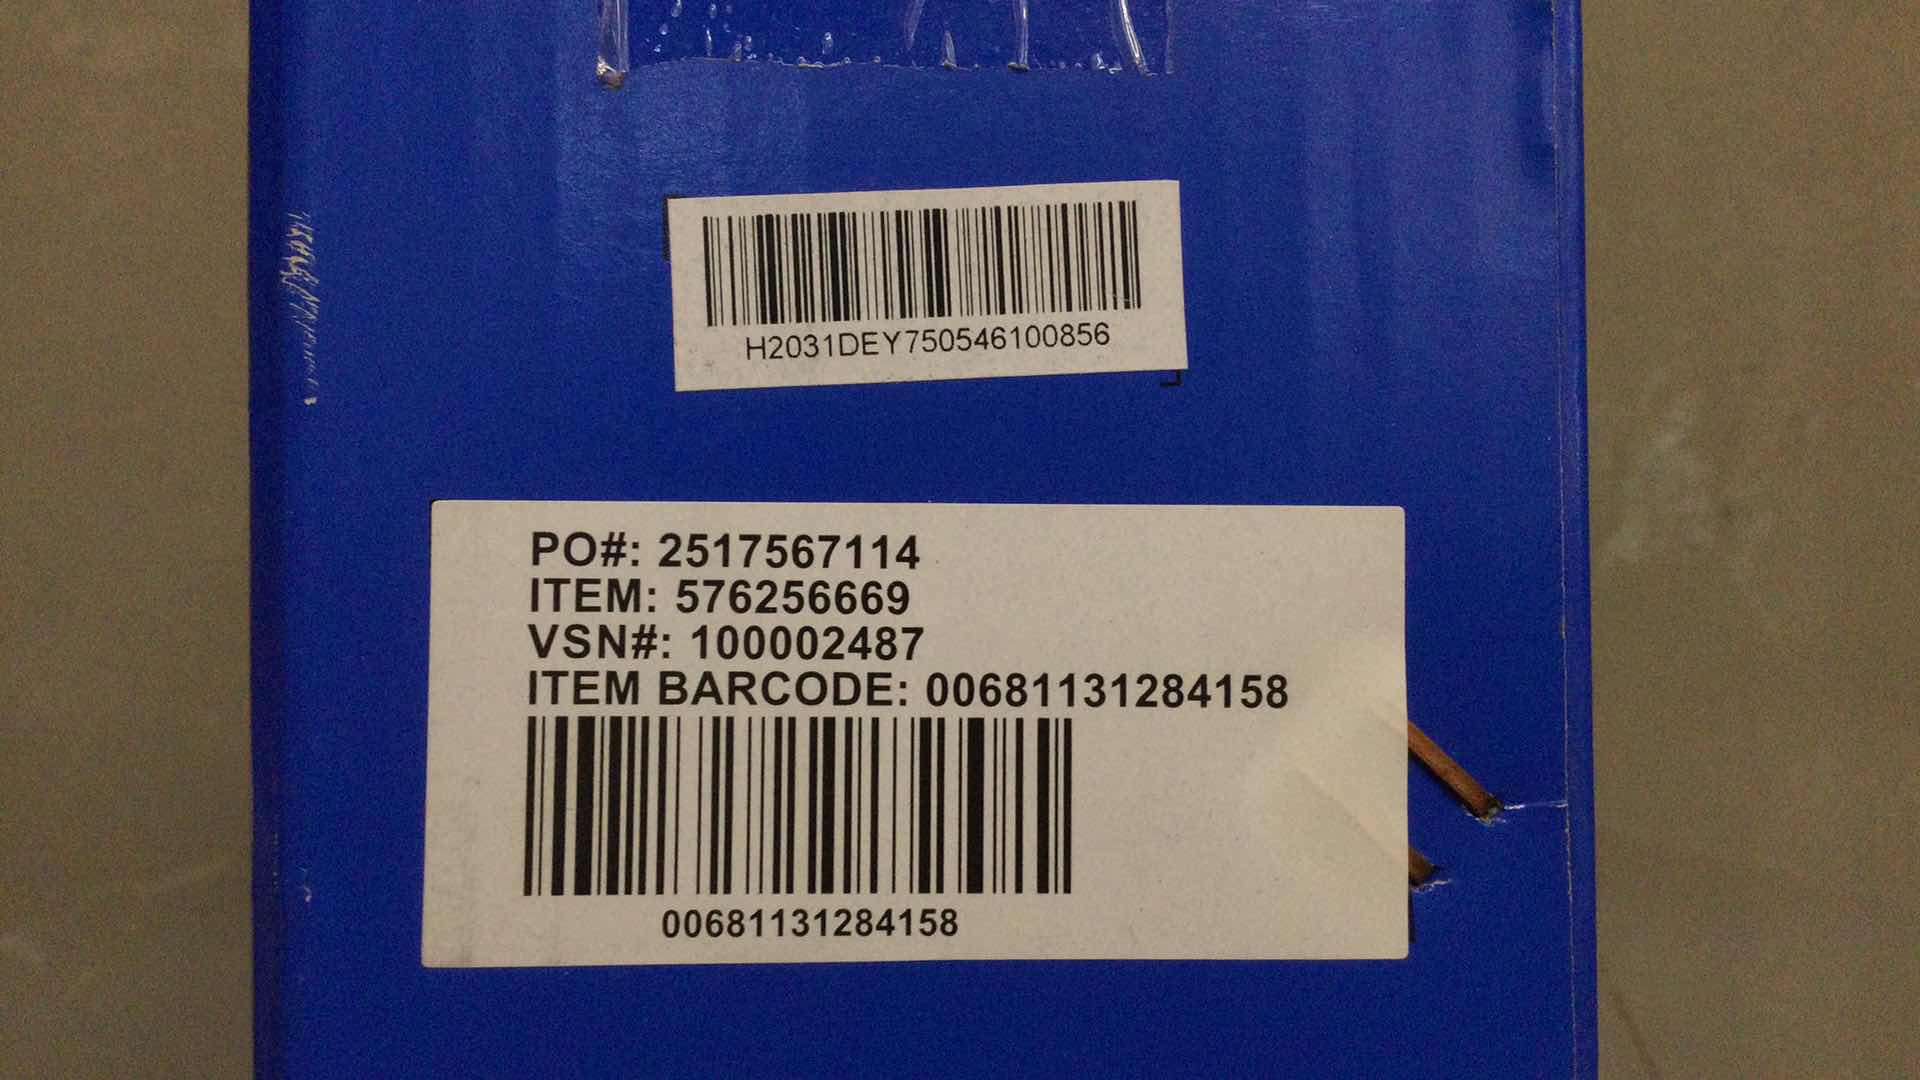 H2031DEY750546100856
PO#: 2517567114
ITEM: 576256669
VSN#: 100002487
ITEM BARCODE: 00681131284158
00681131284158